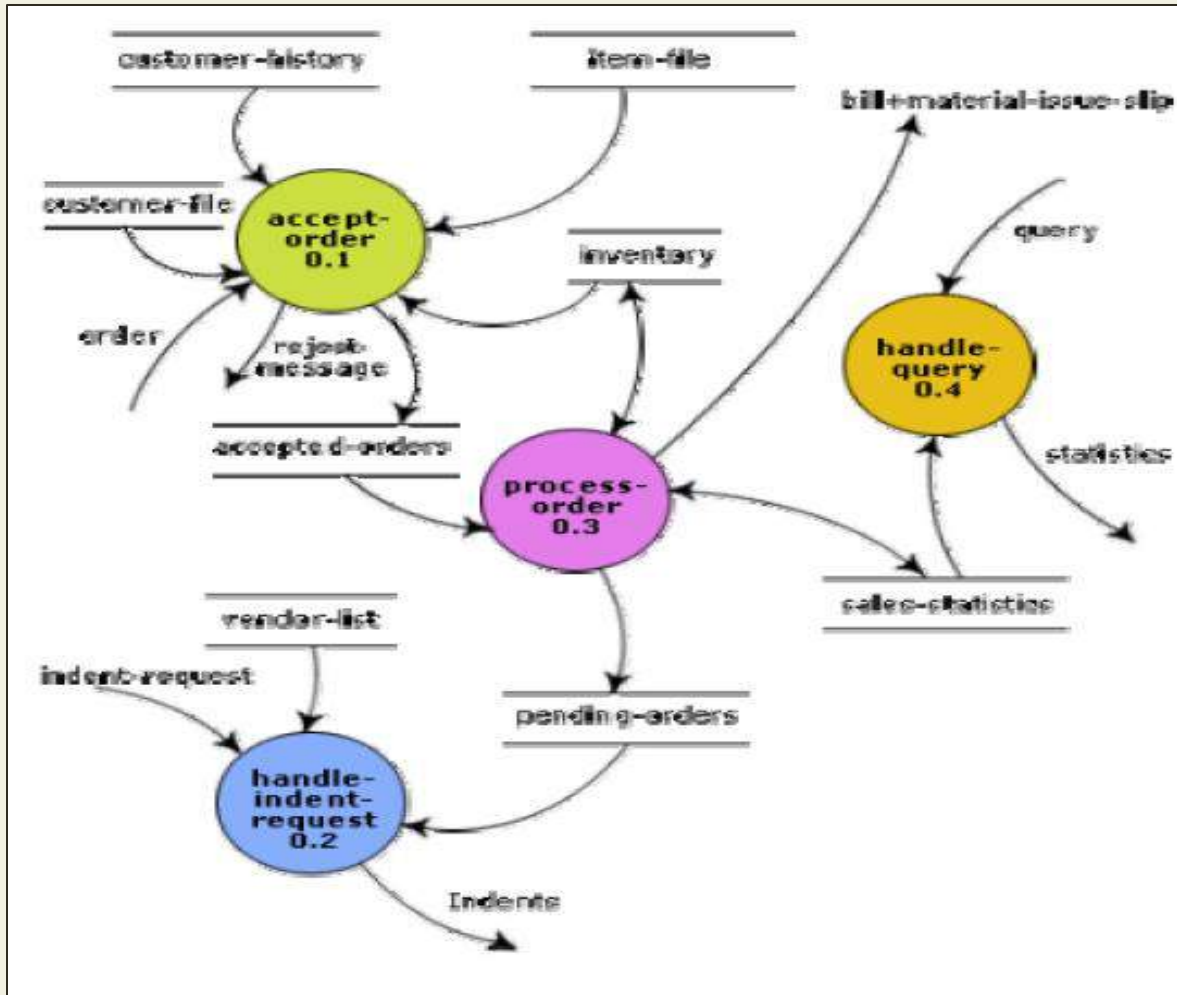 customer-history
item-file
bill+material-issue-slip
customer-file
accept-
order
0.1
inventory
query
order
reject-
message
handle-
query
0.4
accepted-orders
statistics
process-
order
0.3
vendor-list
sales-statistics
indent-request
pending-orders
handle-
indent-
request
0.2
Indents